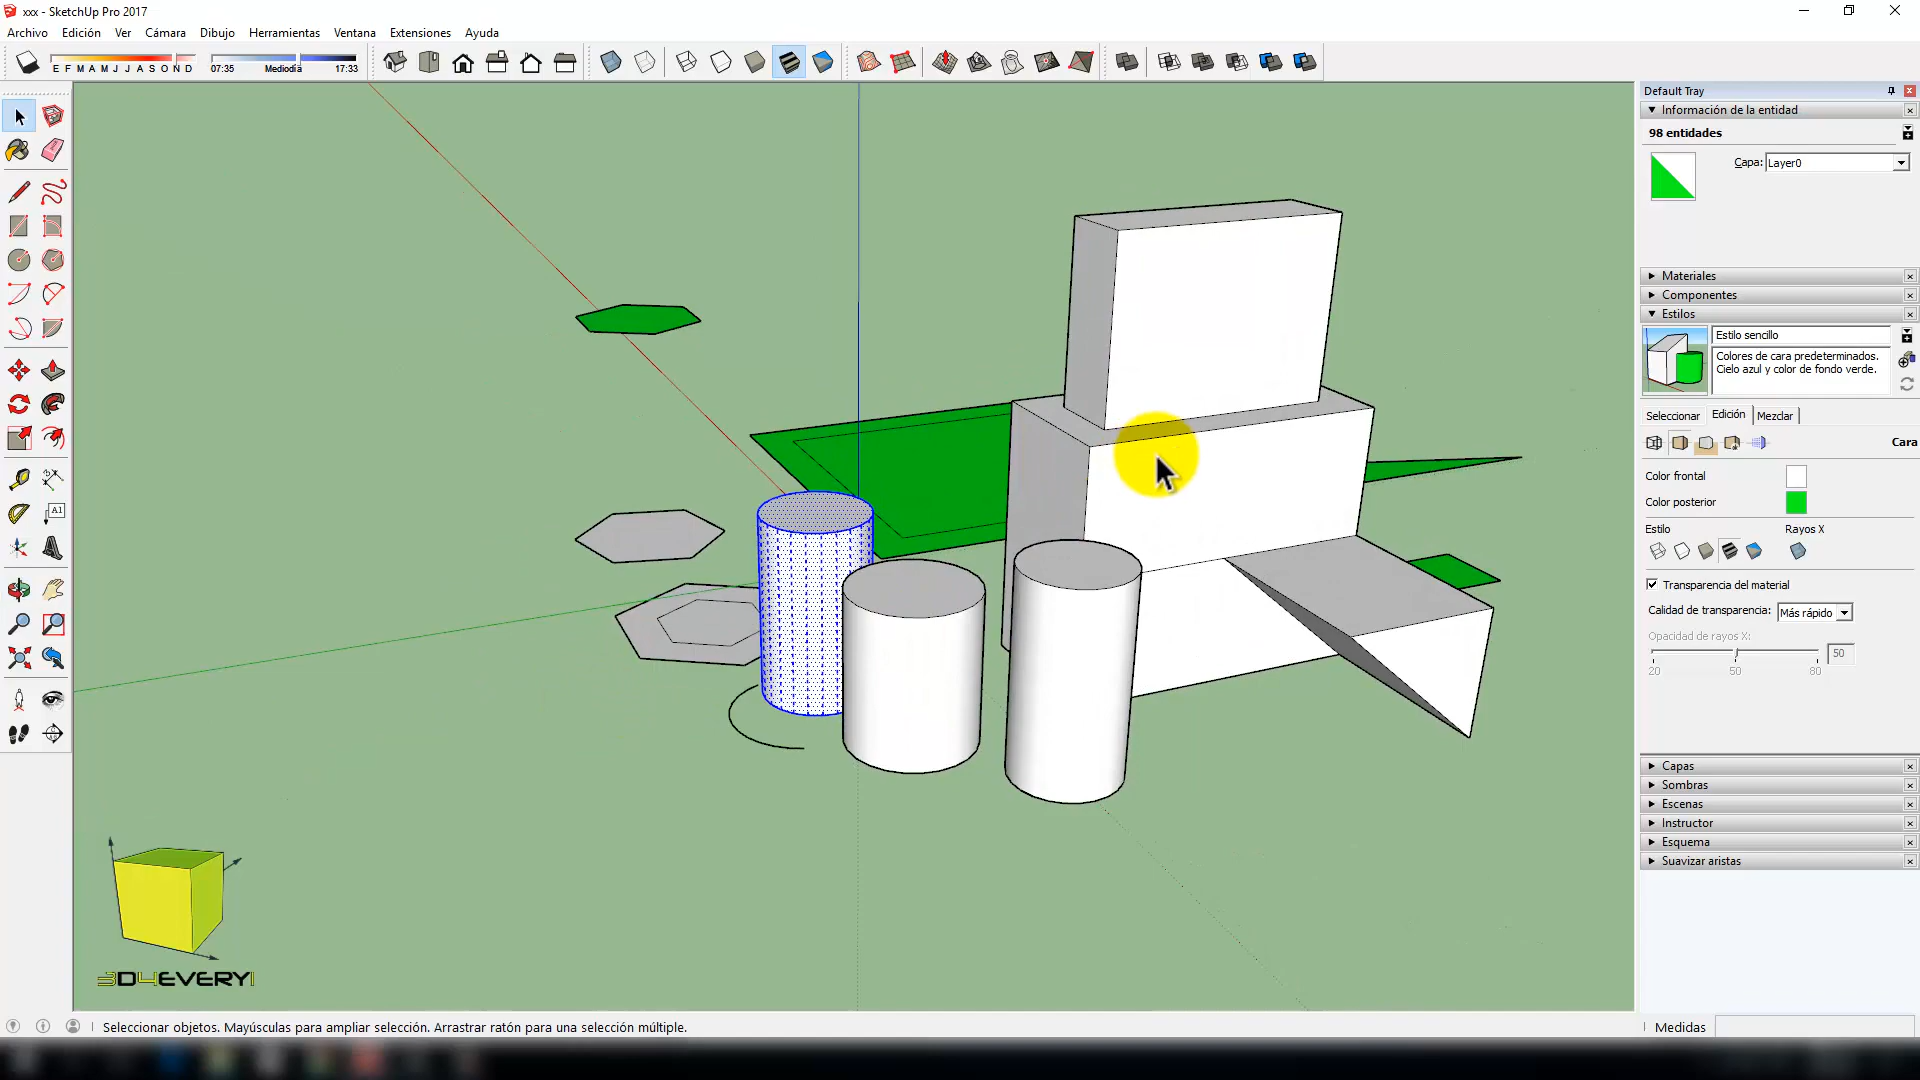 xxx - SketchUp Pro 2017
Archivo Edición Ver Cámara Dibujo Herramientas Ventana Extensiones Ayuda
E F M A M J J A S O N D 07:35 Mediodía 17:33
Default Tray
Información de la entidad
98 entidades
Capa: Layer0
Materiales
Componentes
Estilos
Estilo sencillo
Colores de cara predeterminados.
Cielo azul y color de fondo verde.
Seleccionar Edición Mezclar
Cara
Color frontal
Color posterior
Estilo Rayos X
Transparencia del material
Calidad de transparencia: Más rápido
Opacidad de rayos X:
50
20 50 80
Capas
Sombras
Escenas
Instructor
Esquema
Suavizar aristas
A1
3D4EVERY1
Seleccionar objetos. Mayúsculas para ampliar selección. Arrastrar ratón para una selección múltiple.
Medidas